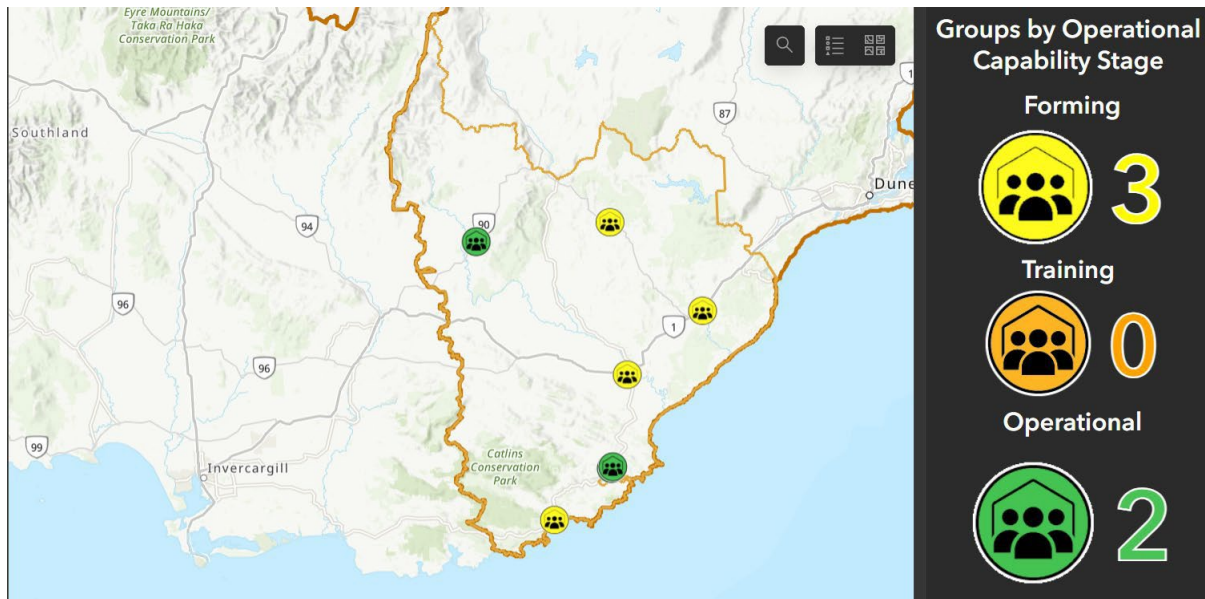 Eyre Mountains/
Taka Ra Haka
Conservation Park
Southland
94
90
87
1
Dune
96
1
96
99
Invercargill
Catlins
Conservation
Park
Groups by Operational
Capability Stage
Forming
3
Training
0
Operational
2